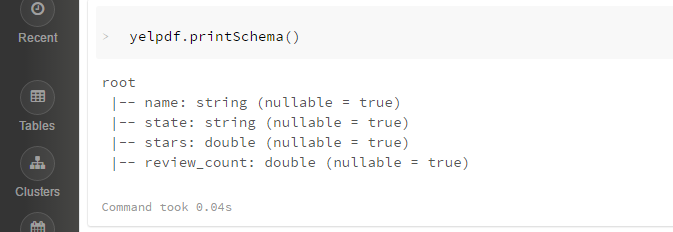 Recent
Tables
Clusters
> yelpdf.printSchema()
root
|-- name: string (nullable = true)
|-- state: string (nullable = true)
|-- stars: double (nullable = true)
|-- review_count: double (nullable = true)
Command took 0.04s